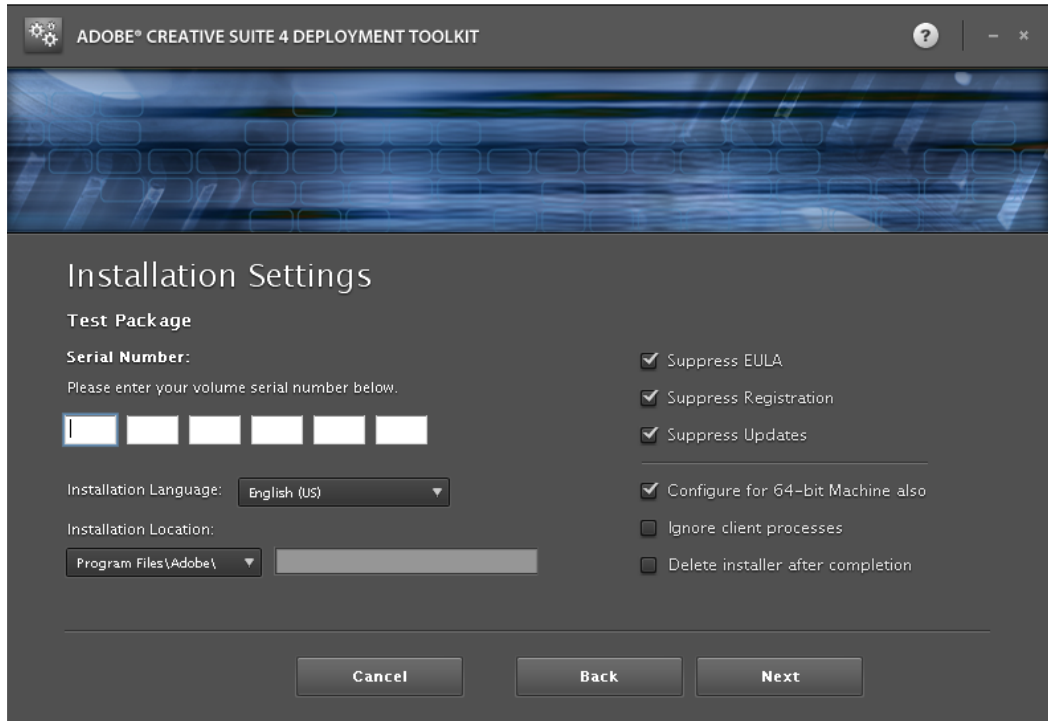 ADOBE® CREATIVE SUITE 4 DEPLOYMENT TOOLKIT
?
Installation Settings
Test Package
Serial Number:
Please enter your volume serial number below.
Installation Language: English (US)
Installation Location:
Program Files\Adobe\
Suppress EULA
Suppress Registration
Suppress Updates
Configure for 64-bit Machine also
Ignore client processes
Delete installer after completion
Cancel Back Next